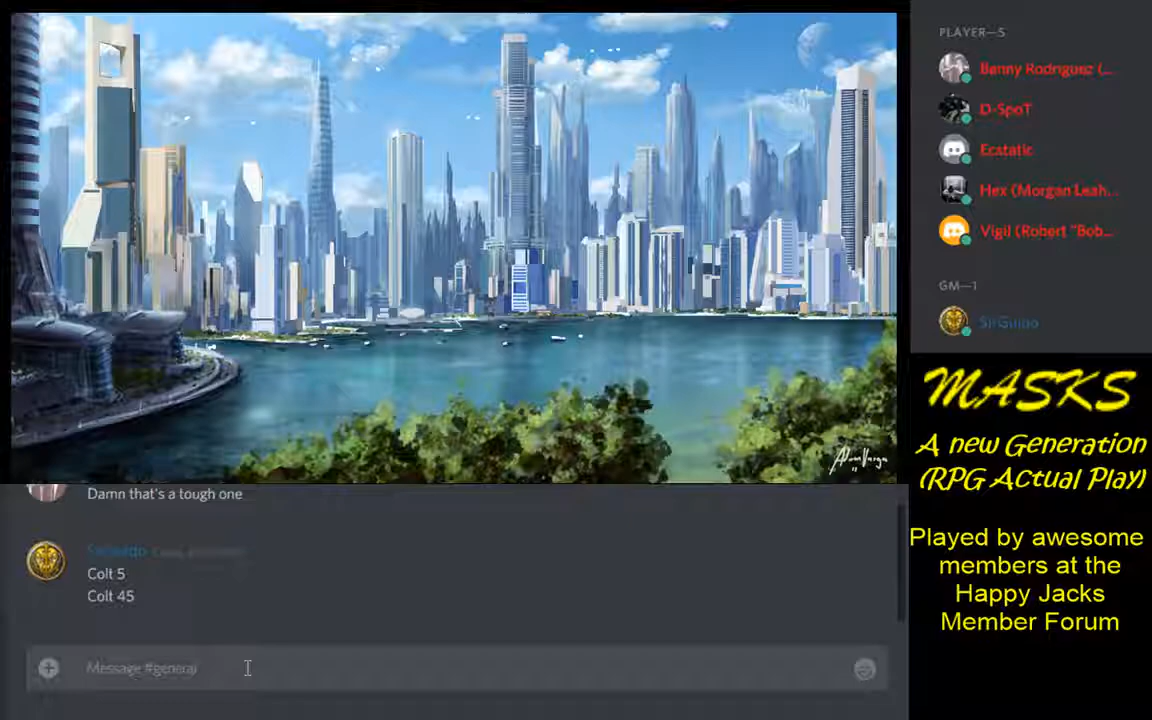 PLAYER—5
Banny Rodriguez (...
D-SpoT
Ecstatic
Hex (Morgan Leah...
Vigil (Robert "Bob...
GM—1
SirGuido
MASKS
A new Generation
(RPG Actual Play)
Played by awesome
members at the
Happy Jacks
Member Forum
Damn that's a tough one
SirGuido
Colt 5
Colt 45
Message #general